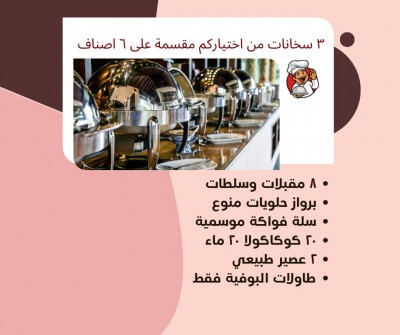 ٣ سخانات من اختياركم مقسمة على ٦ اصناف
• ٨ مقبلات وسلطات
• برواز حلويات منوع
• سلة فواكة موسمية
• ٢٠ كوكاكولا ٢٠ ماء
• ٢ عصير طبيعي
• طاولات البوفية فقط